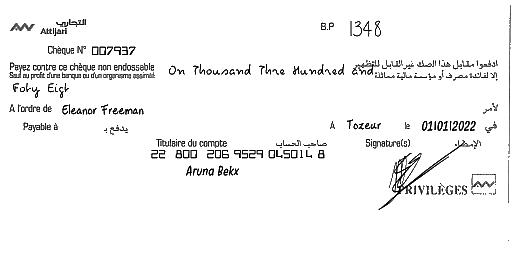 التجاري
Attijari
B.P 1348
Chèque N° 007937
Payez contre ce chèque non endossable
ادفعوا مقابل هذا الصك غير القابل للتظهير
Sauf au profit d'une banque ou d'un organisme assimilé
On Thousand Thre Hundred and
إلا لفائدة مصرف أو مؤسسة مالية مماثلة
Foty Eigt
A l'ordre de Eleanor Freeman
لأمر
Payable à
يدفع بـ
A Tozeur le 01/01/2022 في
Titulaire du compte صاحب الحساب
Signature(s) الإمضاء
22 800 206 9529 045014 8
Aruna Bekx
PRIVILÈGES